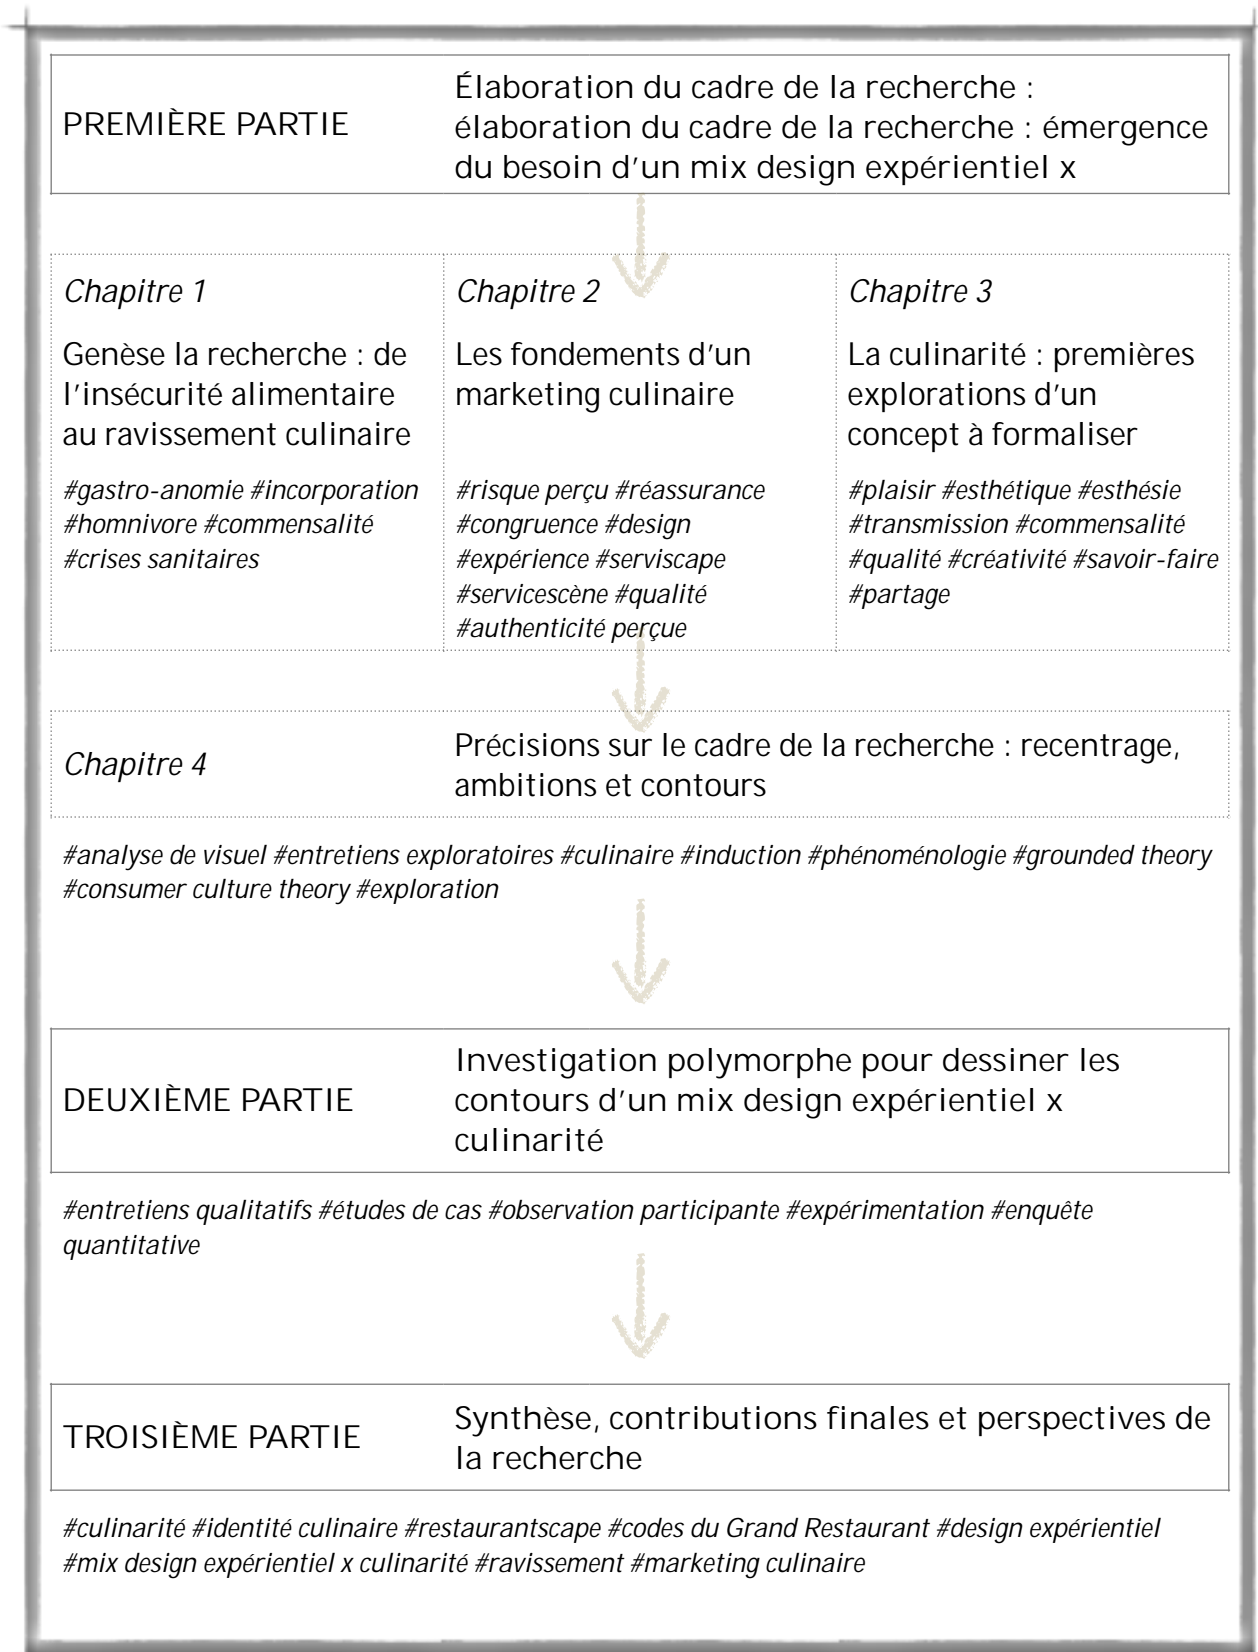 PREMIÈRE PARTIE
Élaboration du cadre de la recherche :
élaboration du cadre de la recherche : émergence
du besoin d'un mix design expérientiel x
Chapitre 1
Genèse la recherche : de
l'insécurité alimentaire
au ravissement culinaire
#gastro-anomie #incorporation
#homnivore #commensalité
#crises sanitaires
Chapitre 2
Les fondements d'un
marketing culinaire
#risque perçu #réassurance
#congruence #design
#expérience #serviscape
#servicescène #qualité
#authenticité perçue
Chapitre 3
La culinarité : premières
explorations d'un
concept à formaliser
#plaisir #esthétique #esthésie
#transmission #commensalité
#qualité #créativité #savoir-faire
#partage
Chapitre 4
Précisions sur le cadre de la recherche : recentrage,
ambitions et contours
#analyse de visuel #entretiens exploratoires #culinaire #induction #phénoménologie #grounded theory
#consumer culture theory #exploration
DEUXIÈME PARTIE
Investigation polymorphe pour dessiner les
contours d'un mix design expérientiel x
culinarité
#entretiens qualitatifs #études de cas #observation participante #expérimentation #enquête
quantitative
TROISIÈME PARTIE
Synthèse, contributions finales et perspectives de
la recherche
#culinarité #identité culinaire #restaurantscape #codes du Grand Restaurant #design expérientiel
#mix design expérientiel x culinarité #ravissement #marketing culinaire